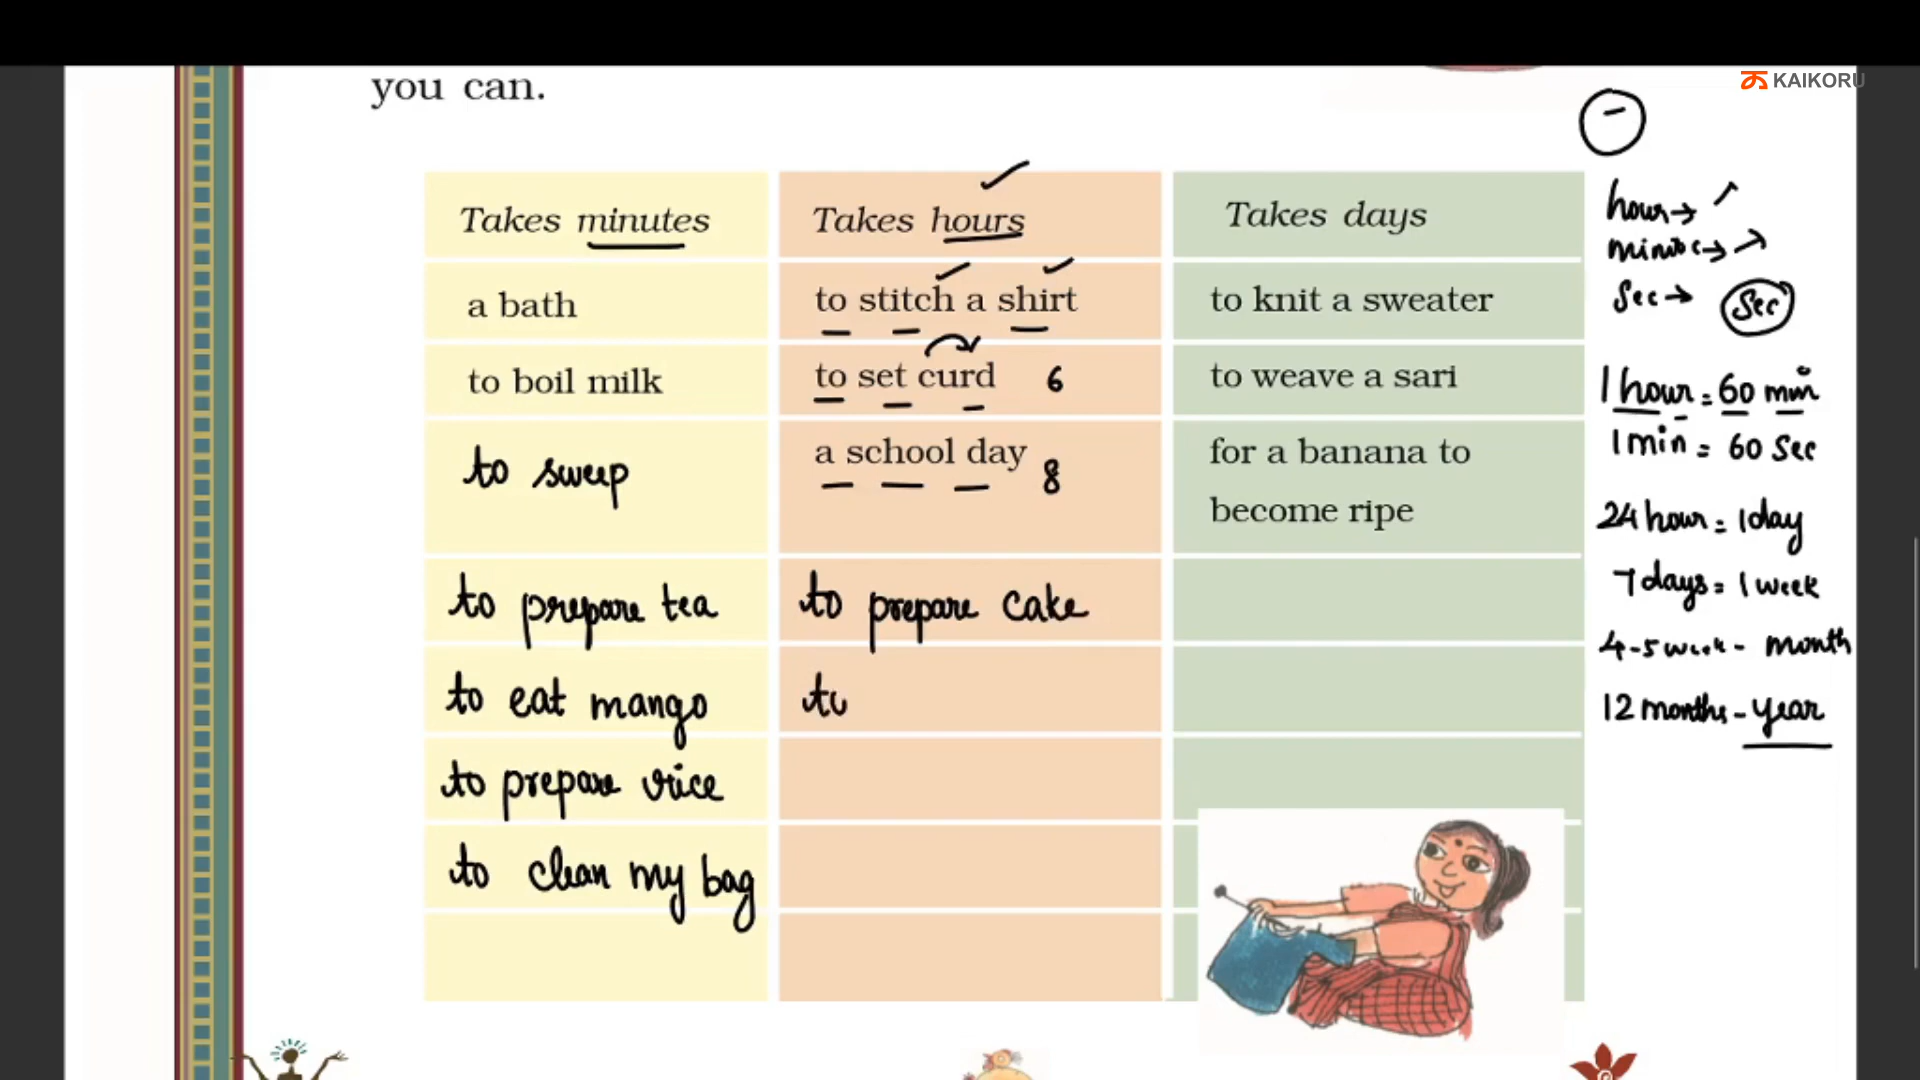 you can.
KAIKORU
Takes minutes
Takes hours
Takes days
a bath
to stitch a shirt
to knit a sweater
to boil milk
to set curd 6
to weave a sari
to sweep
a school day 8
for a banana to
become ripe
to prepare tea
to prepare cake
to eat mango
to
to prepare rice
to clean my bag
hour→
minute→
Sec→ Sec
1 hour = 60 min
1 min = 60 Sec
24 hour = 1 day
7 days = 1 week
4-5 week - month
12 months - year